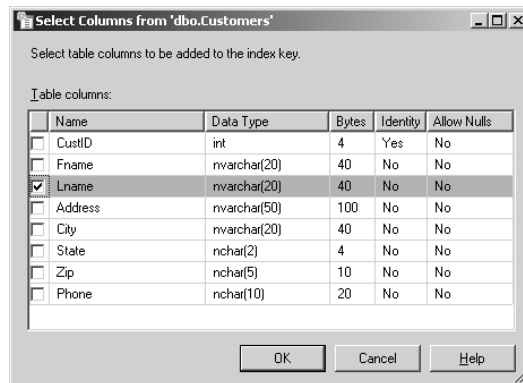 Select Columns from 'dbo.Customers'
Select table columns to be added to the index key.
Table columns:
Name Data Type Bytes Identity Allow Nulls
CustID int 4 Yes No
Fname nvarchar(20) 40 No No
Lname nvarchar(20) 40 No No
Address nvarchar(50) 100 No No
City nvarchar(20) 40 No No
State nchar(2) 4 No No
Zip nchar(5) 10 No No
Phone nchar(10) 20 No No
OK Cancel Help